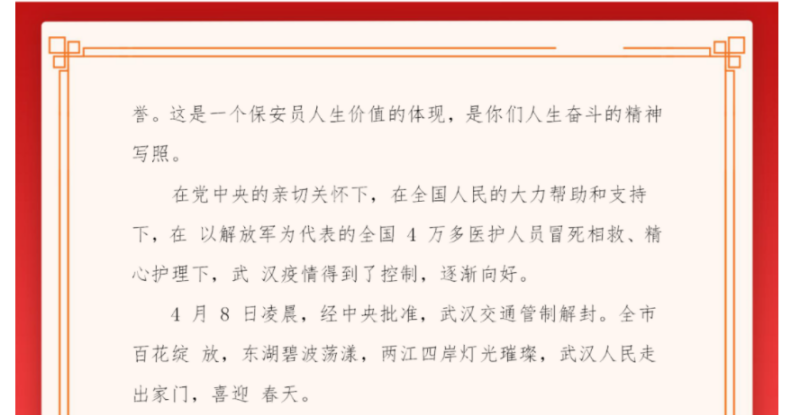 誉。这是一个保安员人生价值的体现，是你们人生奋斗的精神
写照。
在党中央的亲切关怀下，在全国人民的大力帮助和支持
下，在 以解放军为代表的全国 4 万多医护人员冒死相救、精
心护理下，武 汉疫情得到了控制，逐渐向好。
4 月 8 日凌晨，经中央批准，武汉交通管制解封。全市
百花绽 放，东湖碧波荡漾，两江四岸灯光璀璨，武汉人民走
出家门，喜迎 春天。